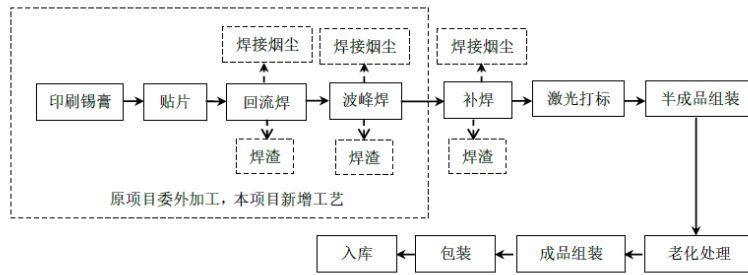 焊接烟尘
焊接烟尘
焊接烟尘
印刷锡膏
贴片
回流焊
波峰焊
补焊
激光打标
半成品组装
焊渣
焊渣
焊渣
原项目委外加工，本项目新增工艺
入库
包装
成品组装
老化处理